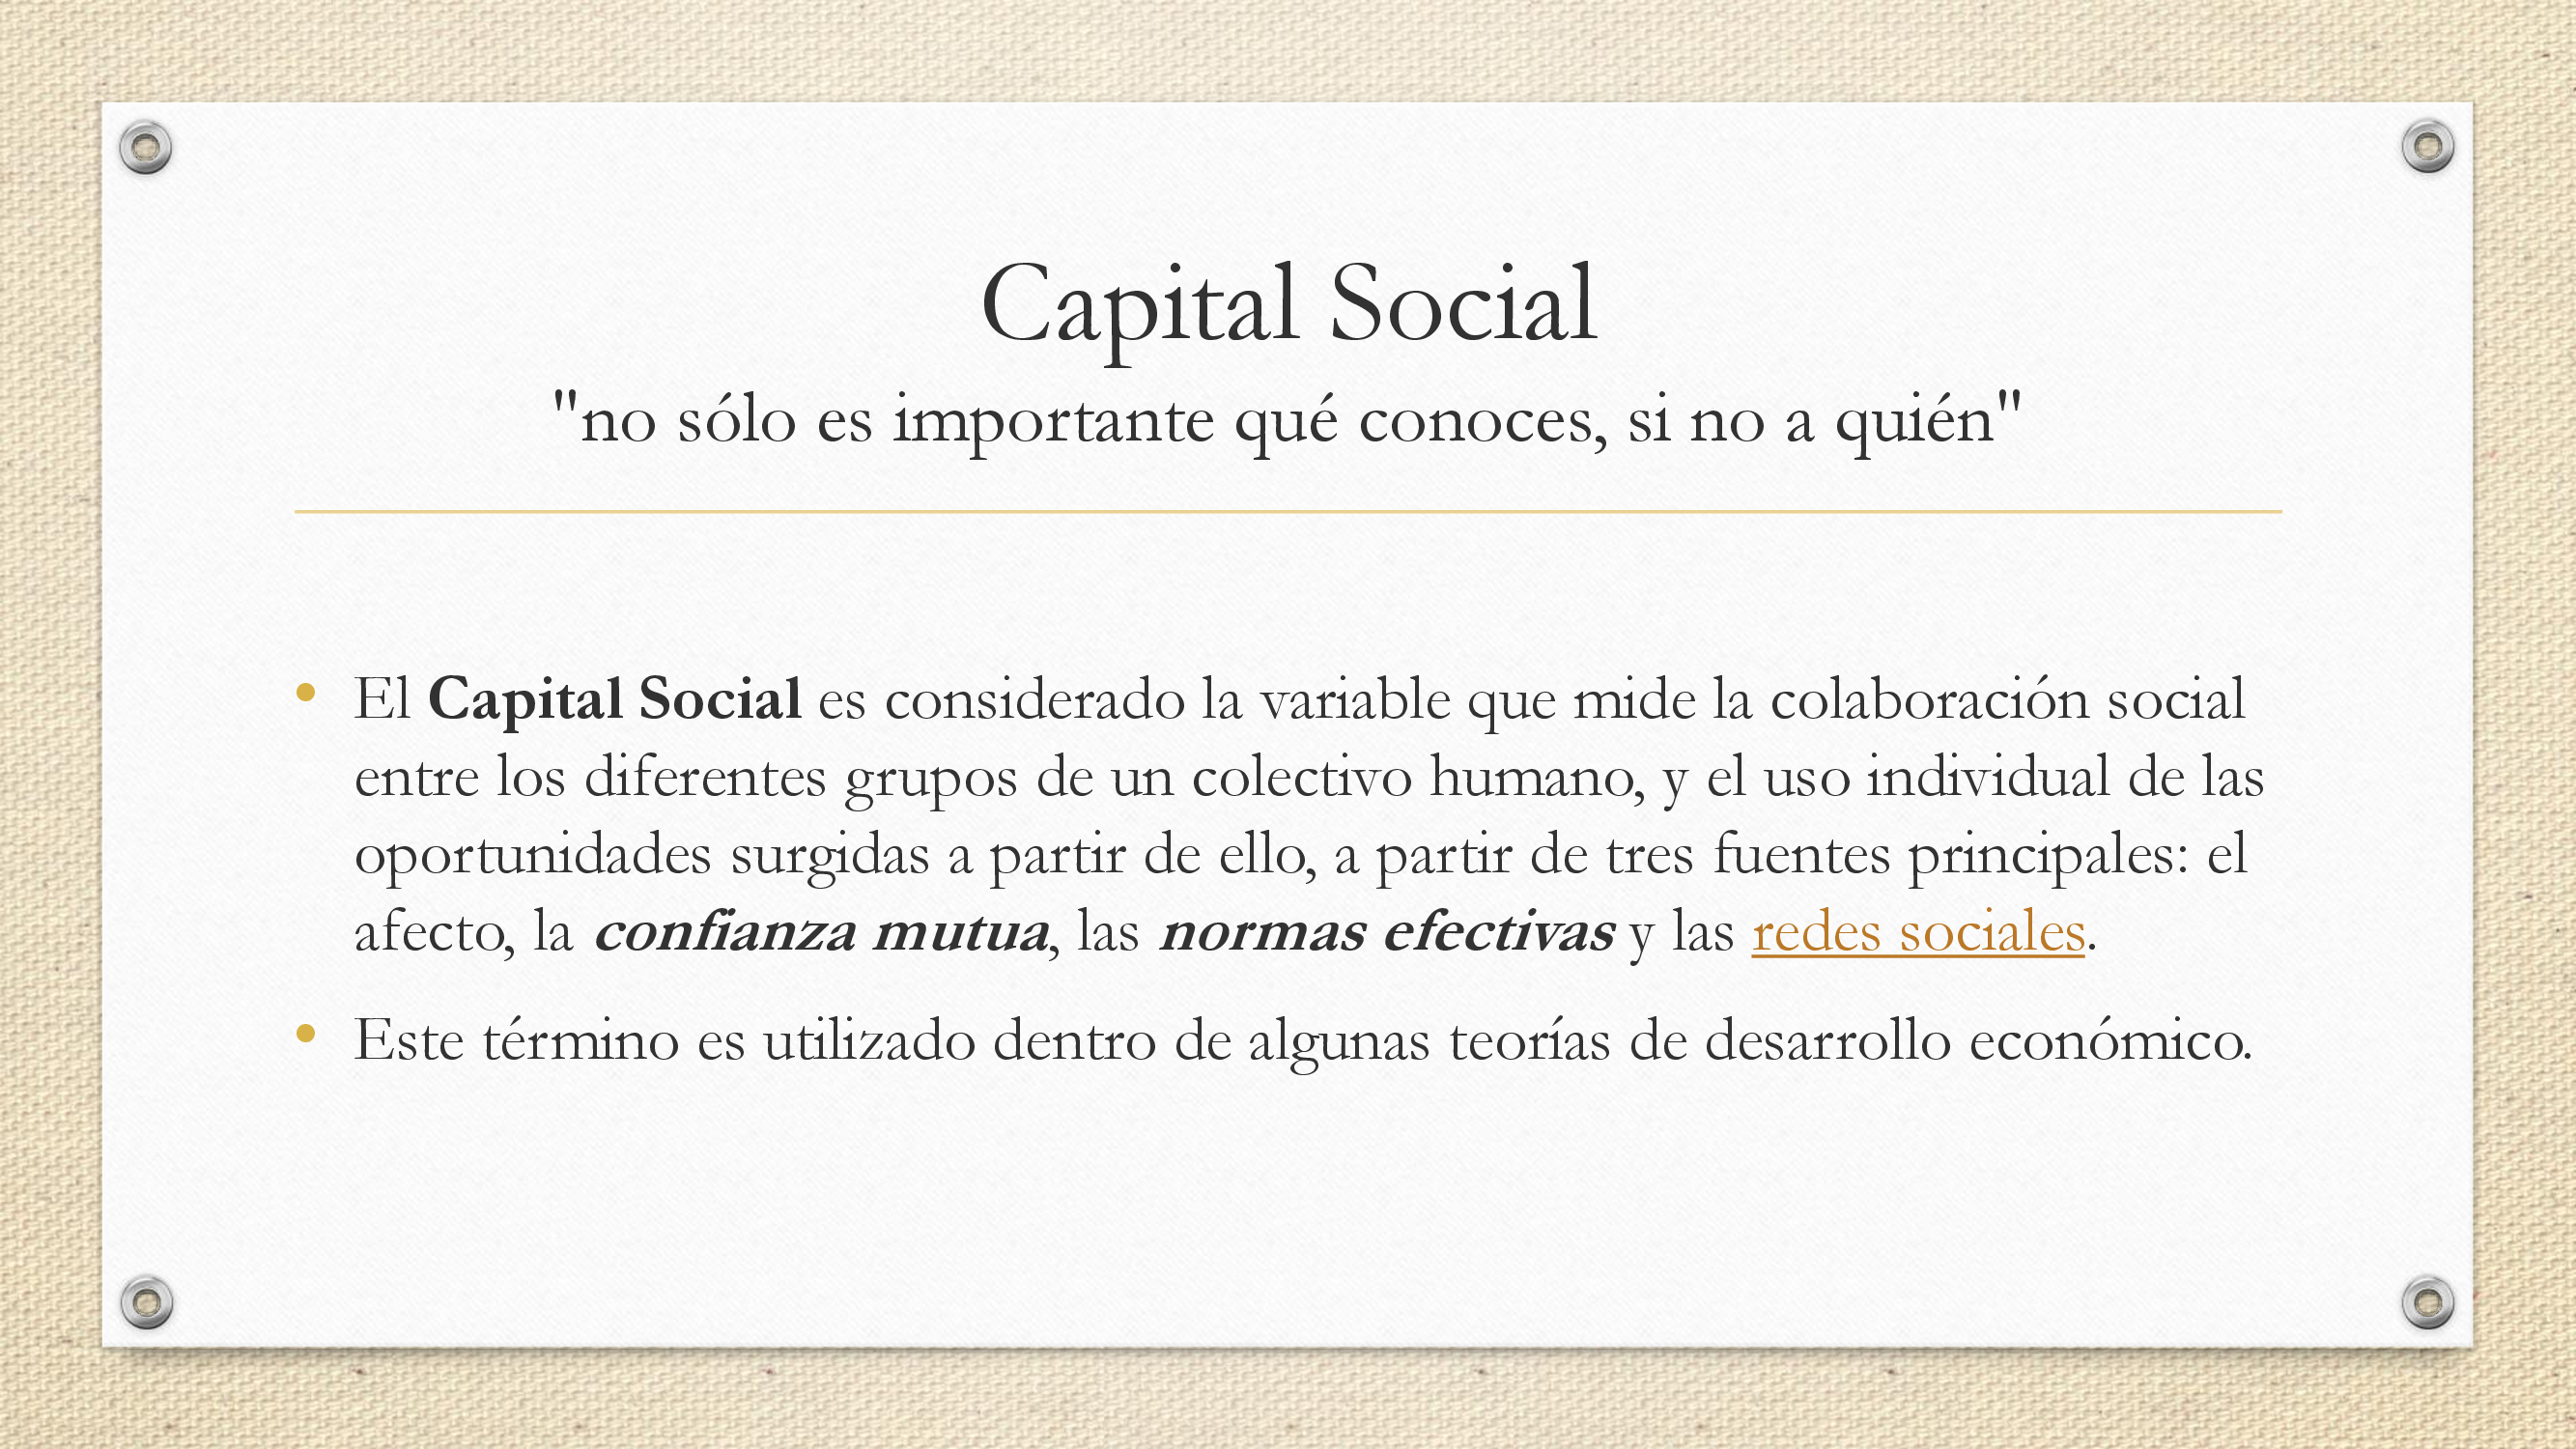 Capital Social
"no sólo es importante qué conoces, si no a quién"
• El Capital Social es considerado la variable que mide la colaboración social
entre los diferentes grupos de un colectivo humano, y el uso individual de las
oportunidades surgidas a partir de ello, a partir de tres fuentes principales: el
afecto, la confianza mutua, las normas efectivas y las redes sociales.
• Este término es utilizado dentro de algunas teorías de desarrollo económico.